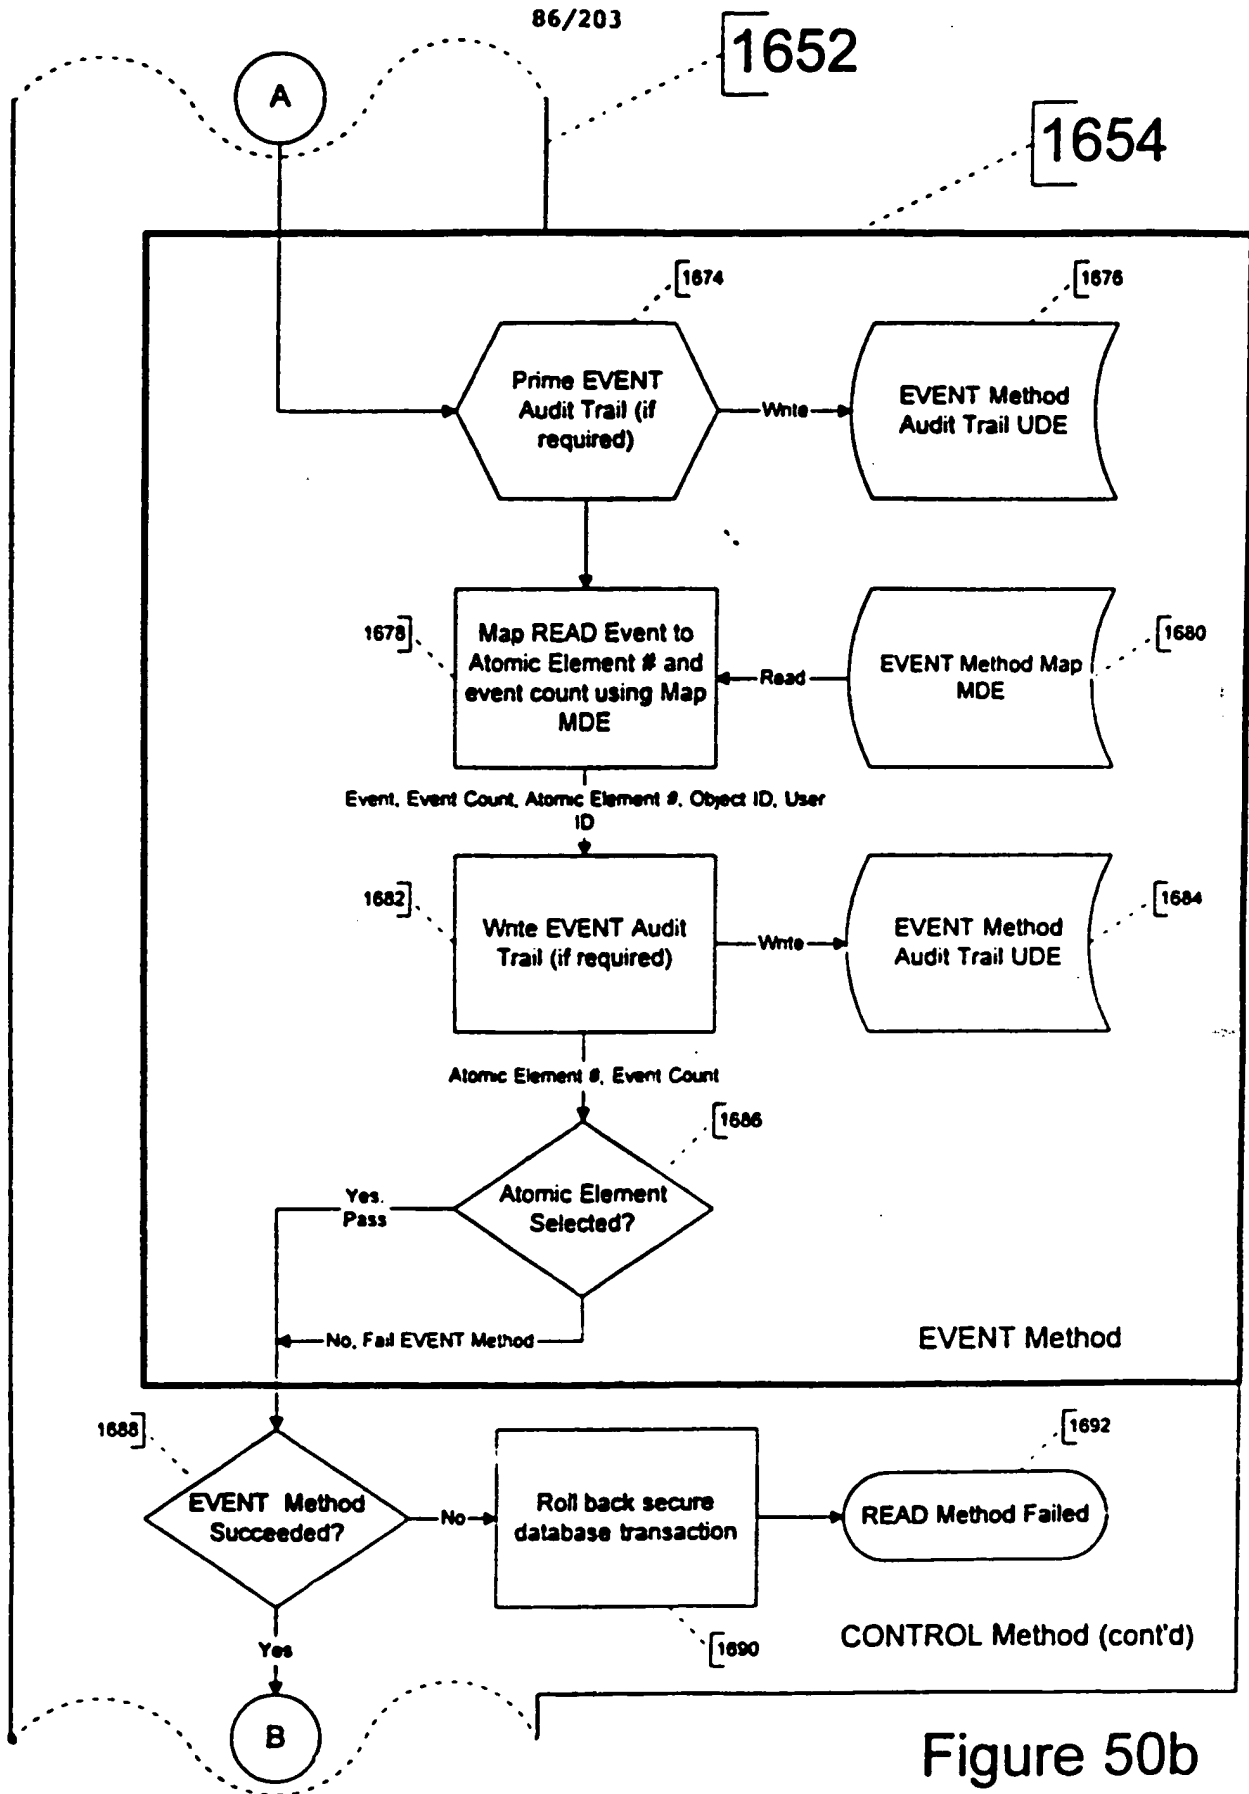 86/203
1652
A
1654
1674
1676
Prime EVENT
Audit Trail (if
required)
Write
EVENT Method
Audit Trail UDE
1678
Map READ Event to
Atomic Element # and
event count using Map
MDE
Read
EVENT Method Map
MDE
1680
Event, Event Count, Atomic Element #, Object ID, User
ID
1682
Write EVENT Audit
Trail (if required)
Write
EVENT Method
Audit Trail UDE
1684
Atomic Element #, Event Count
1686
Yes.
Pass
Atomic Element
Selected?
No, Fail EVENT Method
EVENT Method
1688
1692
EVENT Method
Succeeded?
No
Roll back secure
database transaction
READ Method Failed
Yes
1690
CONTROL Method (cont'd)
B
Figure 50b